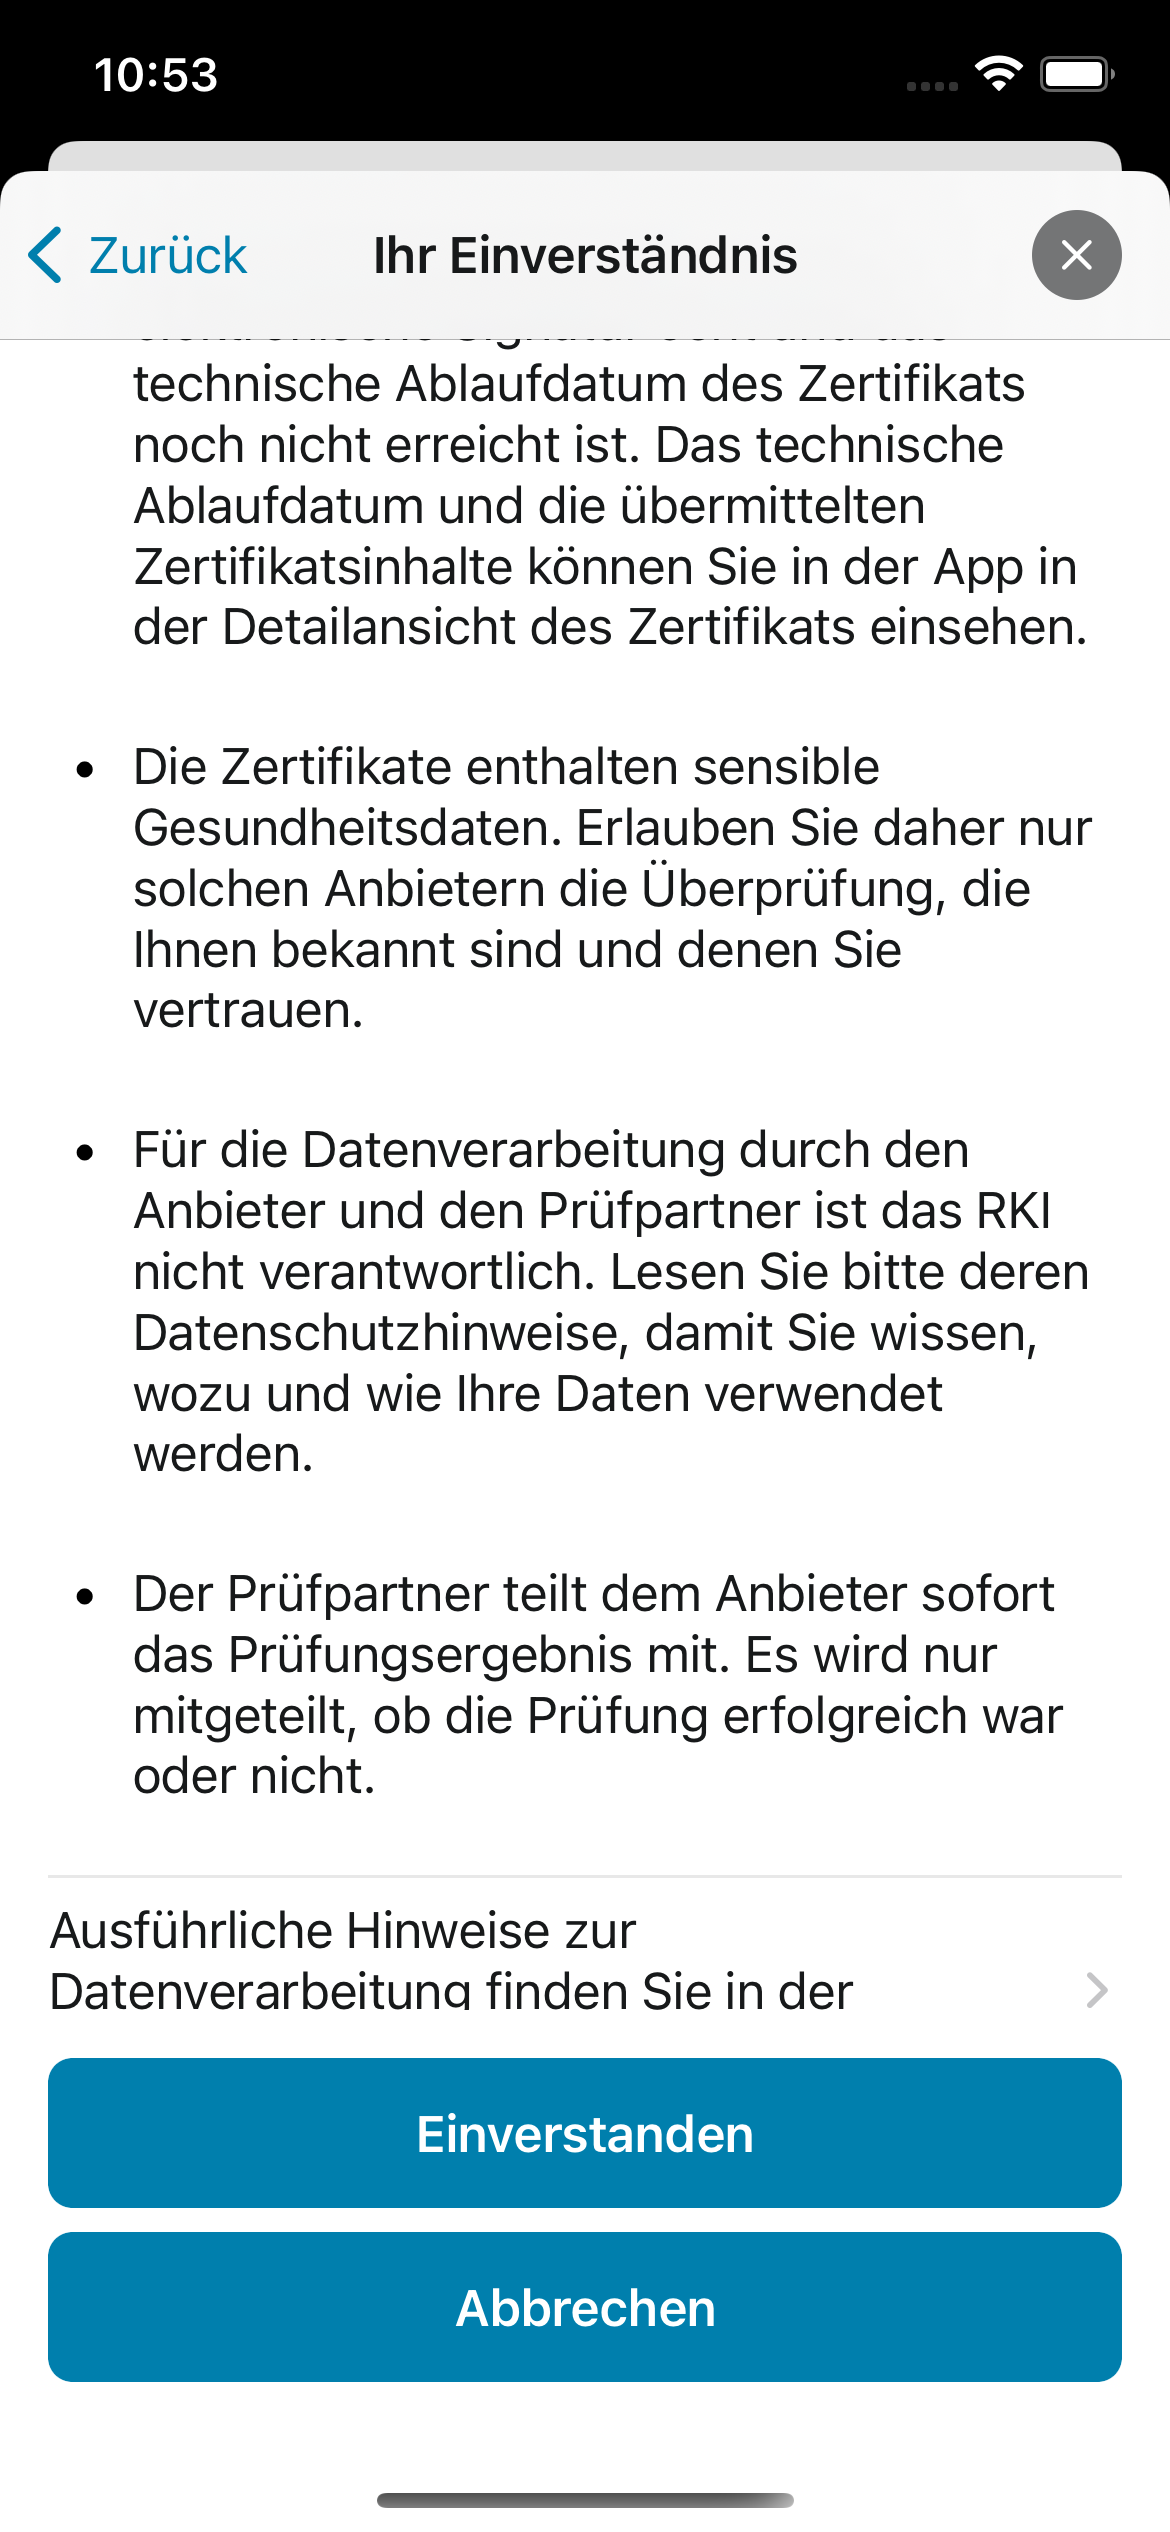 10:53
Zurück
Ihr Einverständnis
technische Ablaufdatum des Zertifikats
noch nicht erreicht ist. Das technische
Ablaufdatum und die übermittelten
Zertifikatsinhalte können Sie in der App in
der Detailansicht des Zertifikats einsehen.
• Die Zertifikate enthalten sensible
Gesundheitsdaten. Erlauben Sie daher nur
solchen Anbietern die Überprüfung, die
Ihnen bekannt sind und denen Sie
vertrauen.
• Für die Datenverarbeitung durch den
Anbieter und den Prüfpartner ist das RKI
nicht verantwortlich. Lesen Sie bitte deren
Datenschutzhinweise, damit Sie wissen,
wozu und wie Ihre Daten verwendet
werden.
• Der Prüfpartner teilt dem Anbieter sofort
das Prüfungsergebnis mit. Es wird nur
mitgeteilt, ob die Prüfung erfolgreich war
oder nicht.
Ausführliche Hinweise zur
Datenverarbeitung finden Sie in der
Einverstanden
Abbrechen